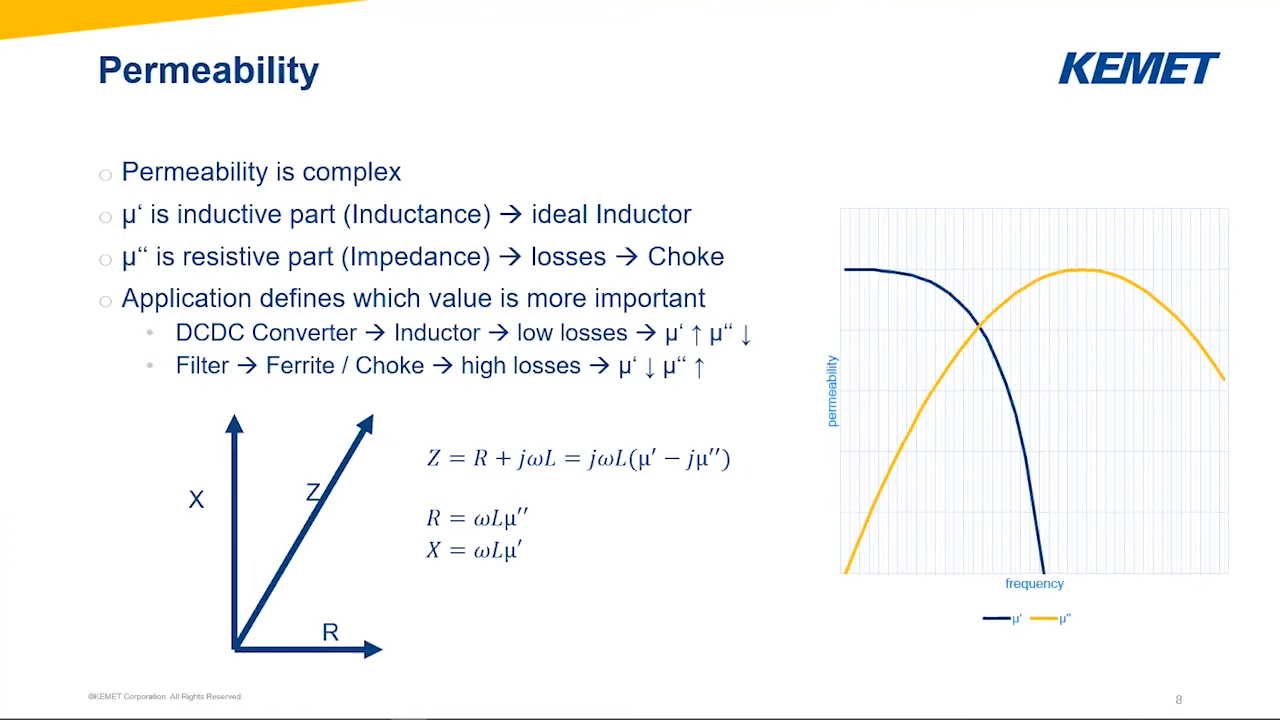 Permeability
KEMET
Permeability is complex
µ‘ is inductive part (Inductance) → ideal Inductor
µ“ is resistive part (Impedance) → losses → Choke
Application defines which value is more important
DCDC Converter → Inductor → low losses → µ‘ ↑ µ“ ↓
Filter → Ferrite / Choke → high losses → µ‘ ↓ µ“ ↑
X
Z
R
Z = R + jωL = jωL(µ′ − jµ′′)
R = ωLµ′′
X = ωLµ′
permeability
frequency
µ' µ''
©KEMET Corporation. All Rights Reserved.
8